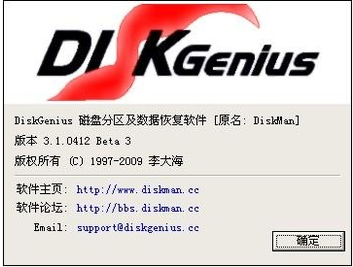 DISKGENIUS
DiskGenius 磁盘分区及数据恢复软件 [原名: DiskMan]
版本 3.1.0412 Beta 3
版权所有 (C) 1997-2009 李大海
软件主页: http://www.diskman.cc
软件论坛: http://bbs.diskman.cc
Email: support@diskgenius.cc
确定